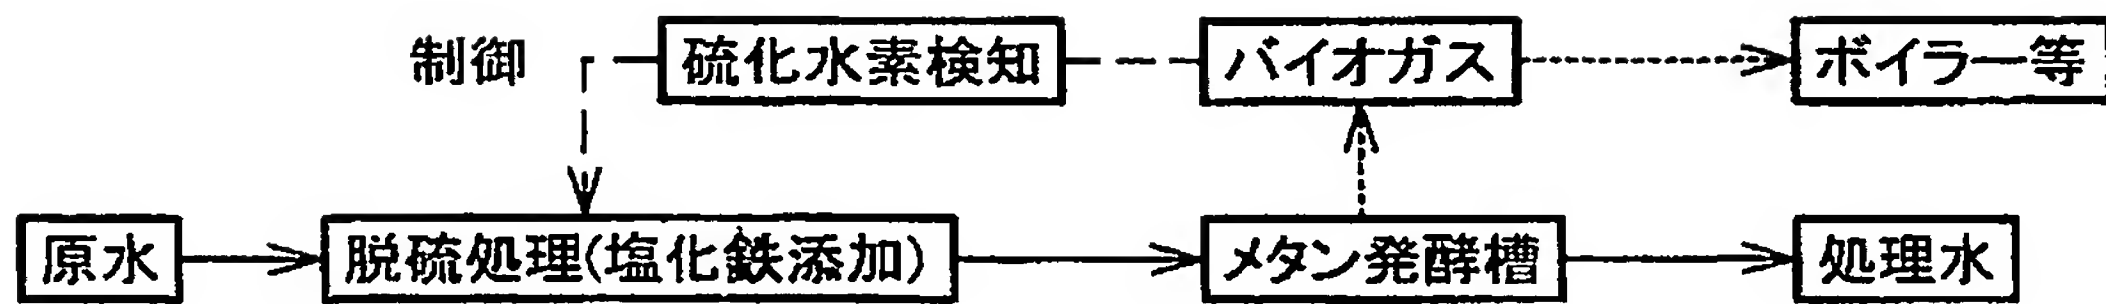 制御
硫化水素検知
バイオガス
ボイラー等
原水
脱硫処理(塩化鉄添加)
メタン発酵槽
処理水